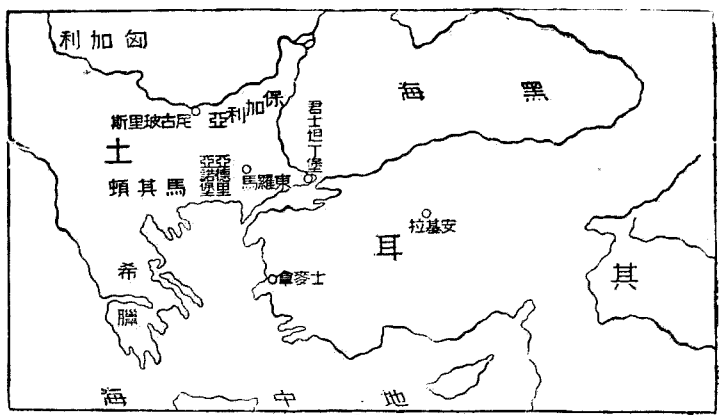 匈加利
黑海
保加利亞
君士坦丁堡
尼古玻里斯
土耳其
亞德里
亞諾堡
東羅馬
馬其頓
安基拉
士麥拿
希臘
地中海